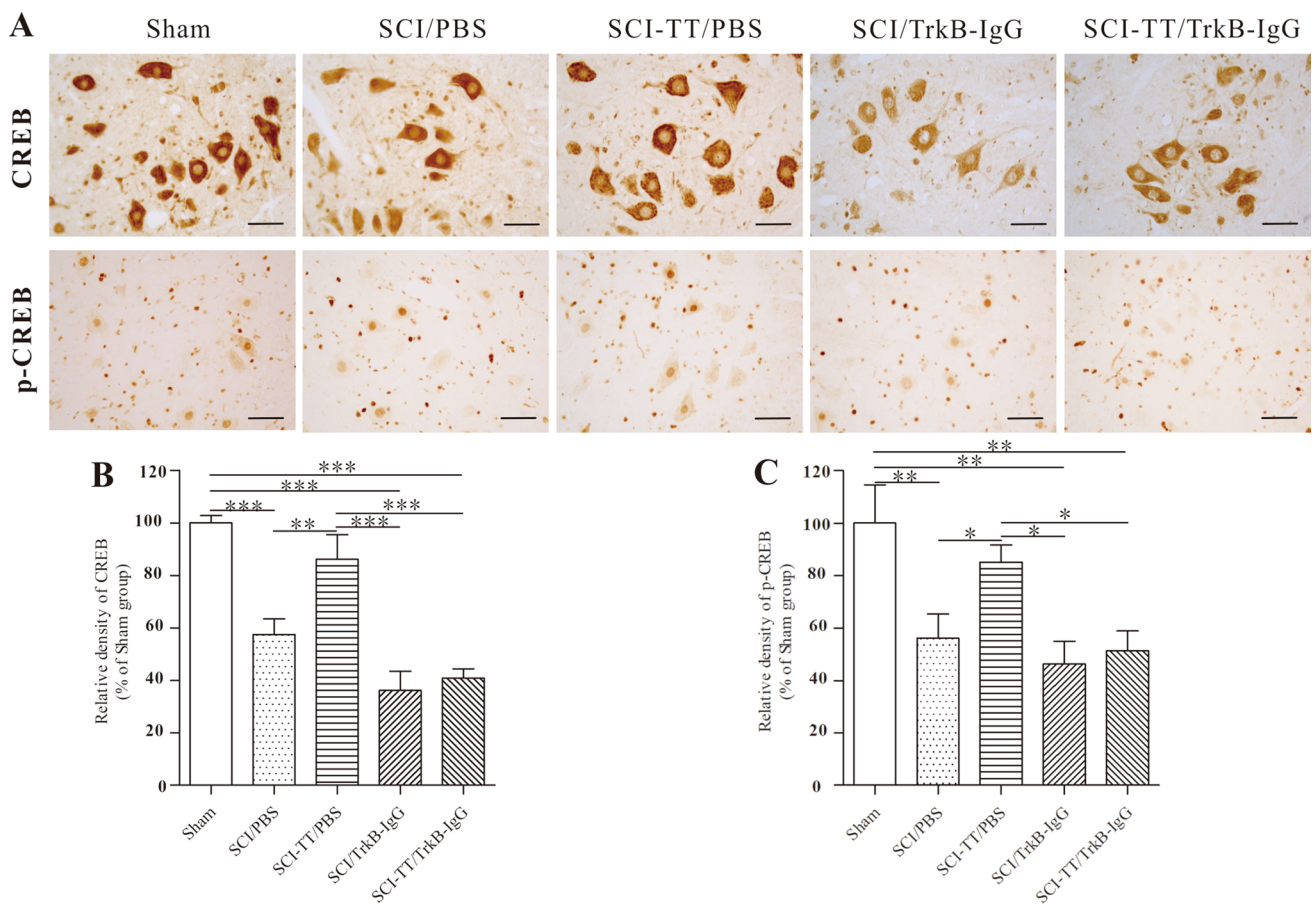 A
Sham SCI/PBS SCI-TT/PBS SCI/TrkB-IgG SCI-TT/TrkB-IgG
CREB
p-CREB
B
Relative density of CREB
(% of Sham group)
120
100
80
60
40
20
0
***
***
*** ***
** ***
Sham
SCI/PBS
SCI-TT/PBS
SCI/TrkB-IgG
SCI-TT/TrkB-IgG
C
Relative density of p-CREB
(% of Sham group)
120
100
80
60
40
20
0
**
**
**
*
* *
Sham
SCI/PBS
SCI-TT/PBS
SCI/TrkB-IgG
SCI-TT/TrkB-IgG